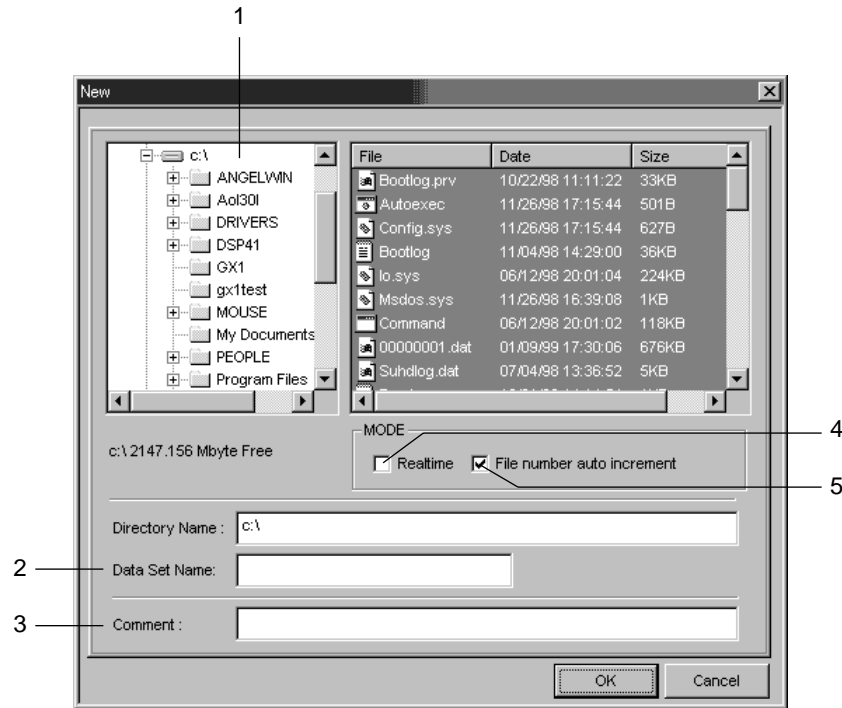 1
New
c:\
ANGELWIN
Aol30I
DRIVERS
DSP41
GX1
gx1test
MOUSE
My Documents
PEOPLE
Program Files
File Date Size
Bootlog.prv 10/22/98 11:11:22 33KB
Autoexec 11/26/98 17:15:44 501B
Config.sys 11/26/98 17:15:44 627B
Bootlog 11/04/98 14:29:00 36KB
Io.sys 06/12/98 20:01:04 224KB
Msdos.sys 11/26/98 16:39:08 1KB
Command 06/12/98 20:01:02 118KB
00000001.dat 01/09/99 17:30:06 676KB
Suhdlog.dat 07/04/98 13:36:52 5KB
c:\ 2147.156 Mbyte Free
MODE
4
Realtime File number auto increment
5
Directory Name : c:\
2 Data Set Name:
3 Comment :
OK Cancel